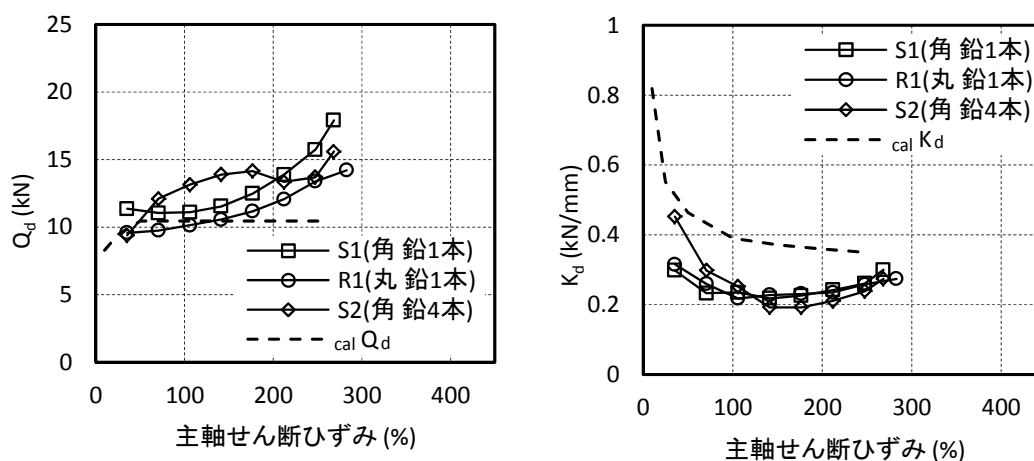 25
20
15
10
5
0
Qd (kN)
0 100 200 300 400
主軸せん断ひずみ (%)
S1(角 鉛1本)
R1(丸 鉛1本)
S2(角 鉛4本)
cal Qd
1
0.8
0.6
0.4
0.2
0
Kd (kN/mm)
0 100 200 300 400
主軸せん断ひずみ (%)
S1(角 鉛1本)
R1(丸 鉛1本)
S2(角 鉛4本)
cal Kd